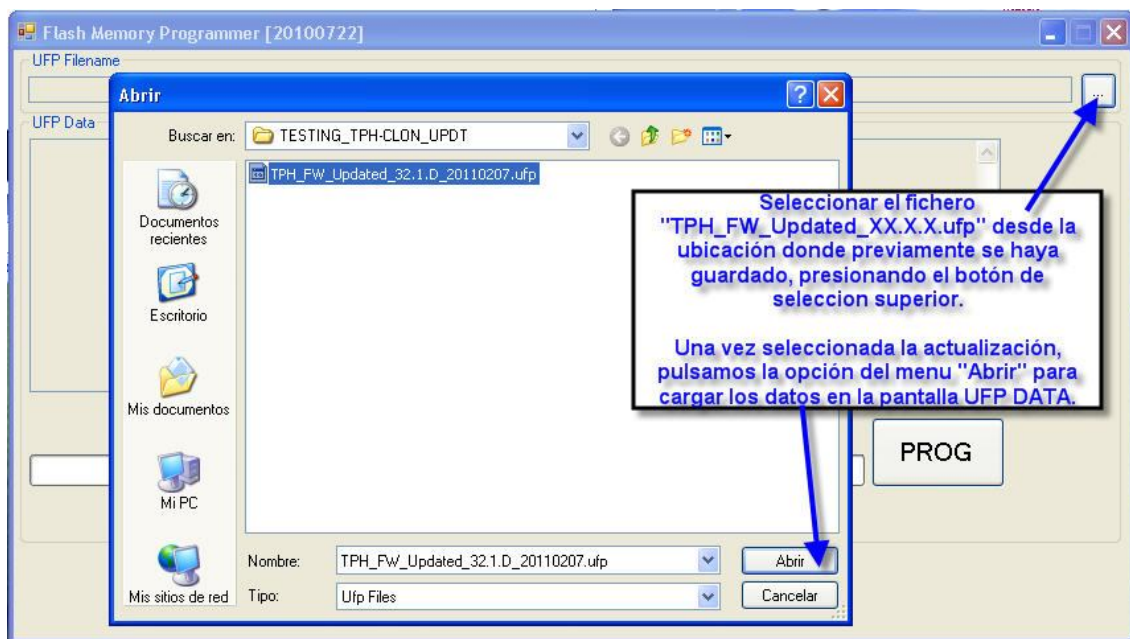 Flash Memory Programmer [20100722]
UFP Filename
...
Abrir
UFP Data
Buscar en:
TESTING_TPH-CLON_UPDT
TPH_FW_Updated_32.1.D_20110207.ufp
Documentos
recientes
Escritorio
Mis documentos
Mi PC
Mis sitios de red
Seleccionar el fichero
"TPH_FW_Updated_XX.X.X.ufp" desde la
ubicación donde previamente se haya
guardado, presionando el botón de
seleccion superior.
Una vez seleccionada la actualización,
pulsamos la opción del menu "Abrir" para
cargar los datos en la pantalla UFP DATA.
PROG
Nombre:
TPH_FW_Updated_32.1.D_20110207.ufp
Abrir
Tipo:
Ufp Files
Cancelar